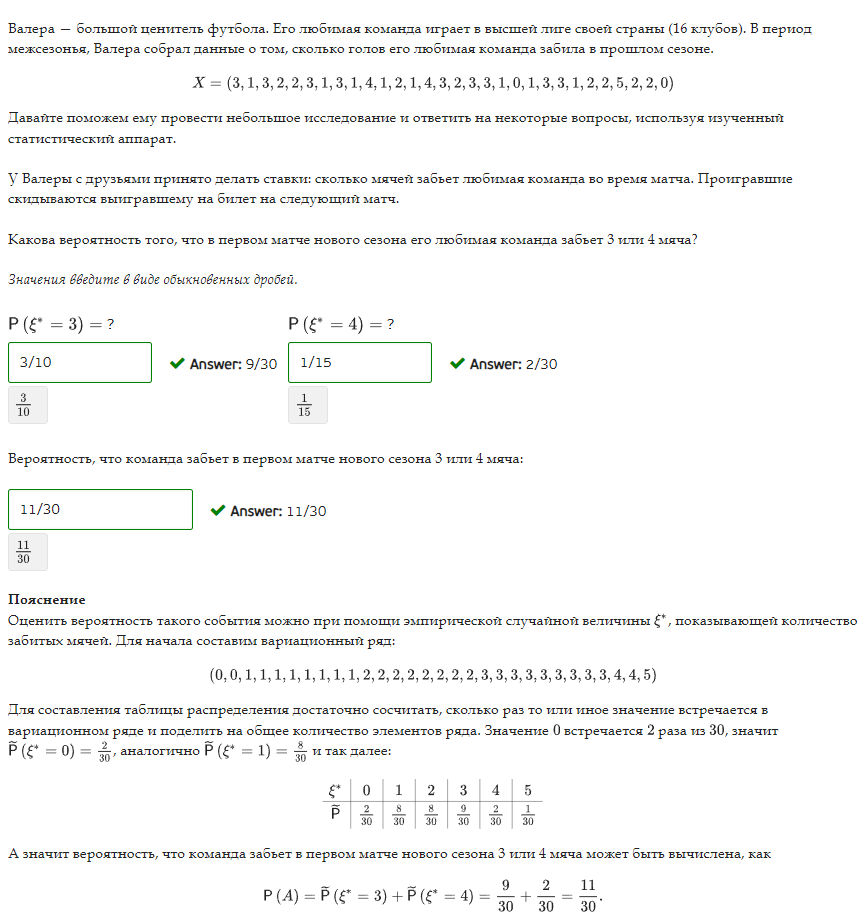 Валера — большой ценитель футбола. Его любимая команда играет в высшей лиге своей страны (16 клубов). В период
межсезонья, Валера собрал данные о том, сколько голов его любимая команда забила в прошлом сезоне.
X = (3, 1, 3, 2, 2, 3, 1, 3, 1, 4, 1, 2, 1, 4, 3, 2, 3, 3, 1, 0, 1, 3, 3, 1, 2, 2, 5, 2, 2, 0)
Давайте поможем ему провести небольшое исследование и ответить на некоторые вопросы, используя изученный
статистический аппарат.
У Валеры с друзьями принято делать ставки: сколько мячей забьет любимая команда во время матча. Проигравшие
скидываются выигравшему на билет на следующий матч.
Какова вероятность того, что в первом матче нового сезона его любимая команда забьет 3 или 4 мяча?
Значения введите в виде обыкновенных дробей.
P (ξ* = 3) = ? P (ξ* = 4) = ?
3/10 Answer: 9/30 1/15 Answer: 2/30
3/10 1/15
Вероятность, что команда забьет в первом матче нового сезона 3 или 4 мяча:
11/30 Answer: 11/30
11/30
Пояснение
Оценить вероятность такого события можно при помощи эмпирической случайной величины ξ*, показывающей количество
забитых мячей. Для начала составим вариационный ряд:
(0, 0, 1, 1, 1, 1, 1, 1, 1, 1, 2, 2, 2, 2, 2, 2, 2, 2, 3, 3, 3, 3, 3, 3, 3, 3, 3, 4, 4, 5)
Для составления таблицы распределения достаточно сосчитать, сколько раз то или иное значение встречается в
вариационном ряде и поделить на общее количество элементов ряда. Значение 0 встречается 2 раза из 30, значит
P̃ (ξ* = 0) = 2/30, аналогично P̃ (ξ* = 1) = 8/30 и так далее:
ξ* 0 1 2 3 4 5
P̃ 2/30 8/30 8/30 9/30 2/30 1/30
А значит вероятность, что команда забьет в первом матче нового сезона 3 или 4 мяча может быть вычислена, как
P (A) = P̃ (ξ* = 3) + P̃ (ξ* = 4) = 9/30 + 2/30 = 11/30.